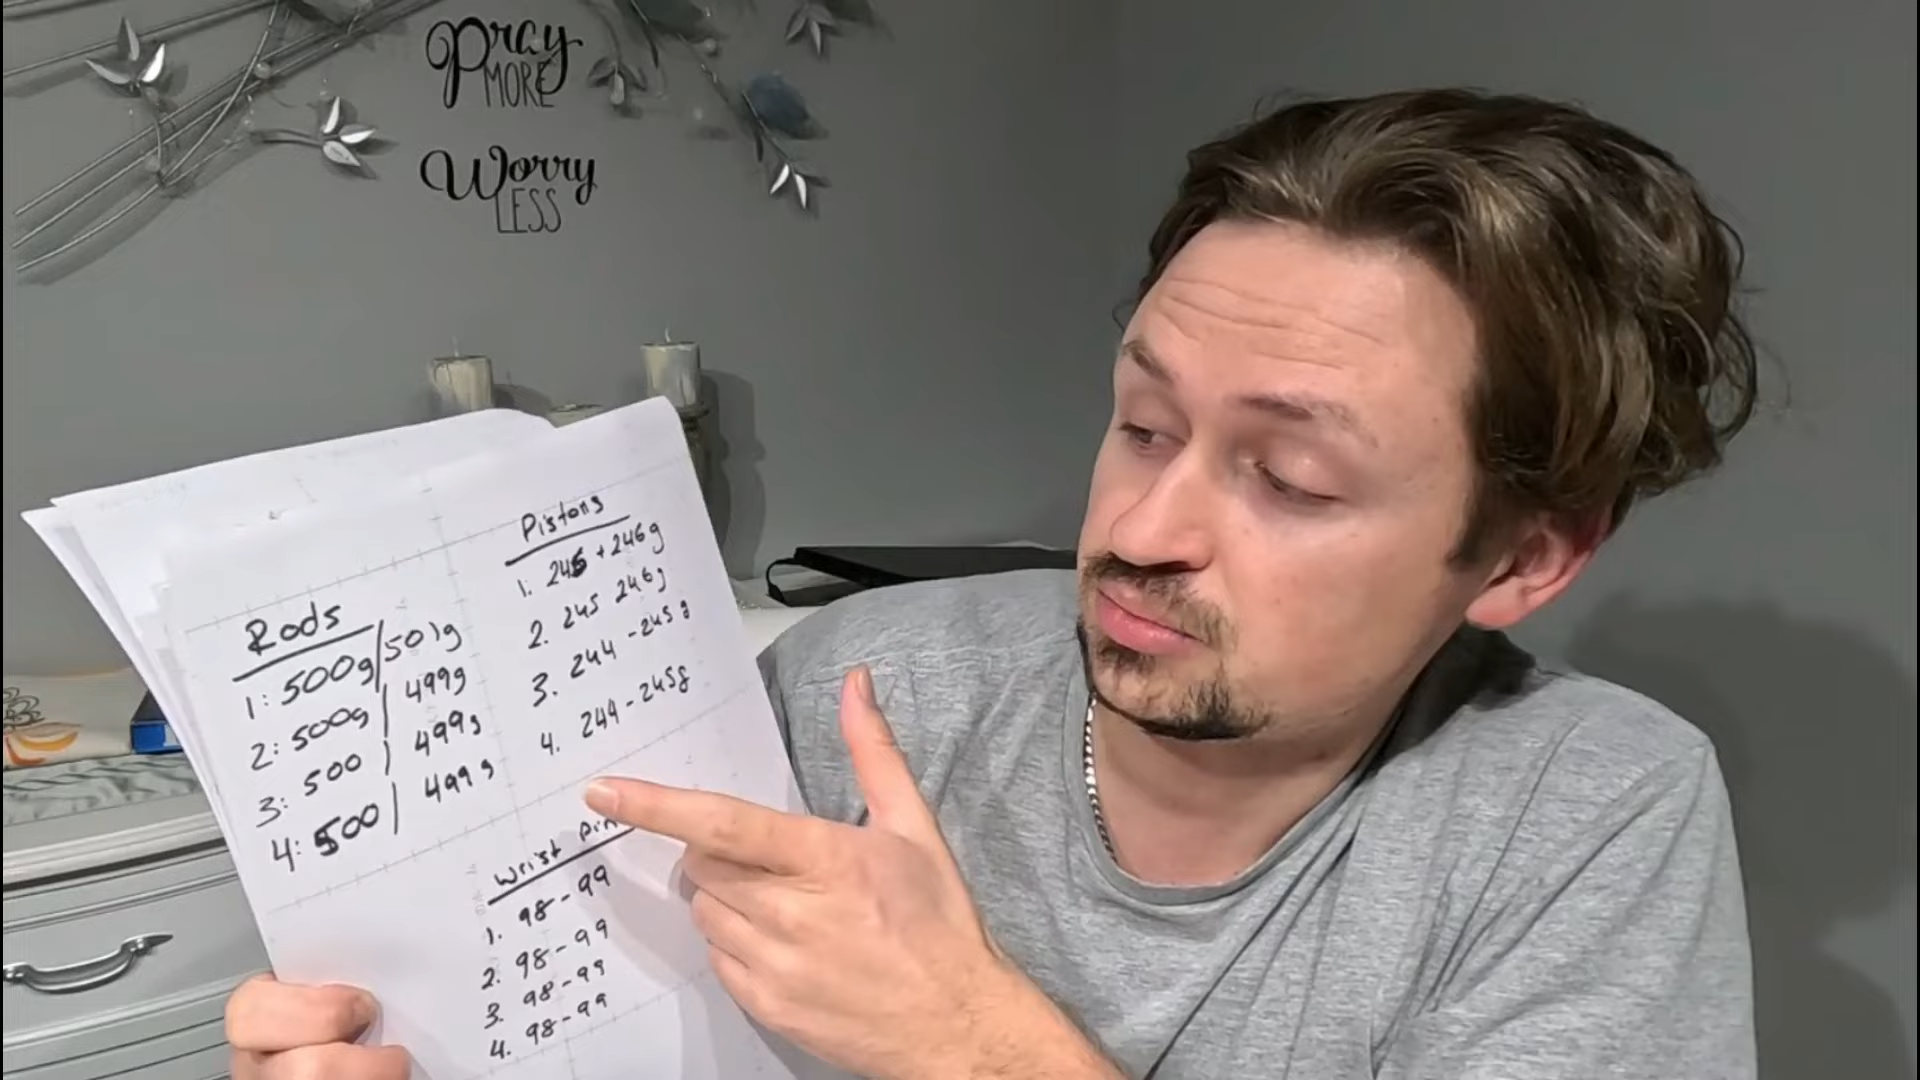 Pray
MORE
Worry
LESS
Rods
1: 500g/501g
2: 500g/ 499g
3: 500 / 499g
4: 500 / 499g
Pistons
1. 245 + 246g
2. 245 246g
3. 244 - 245g
4. 244 - 245g
Wrist
1. 98 - 99
2. 98 - 99
3. 98 - 99
4. 98 - 99